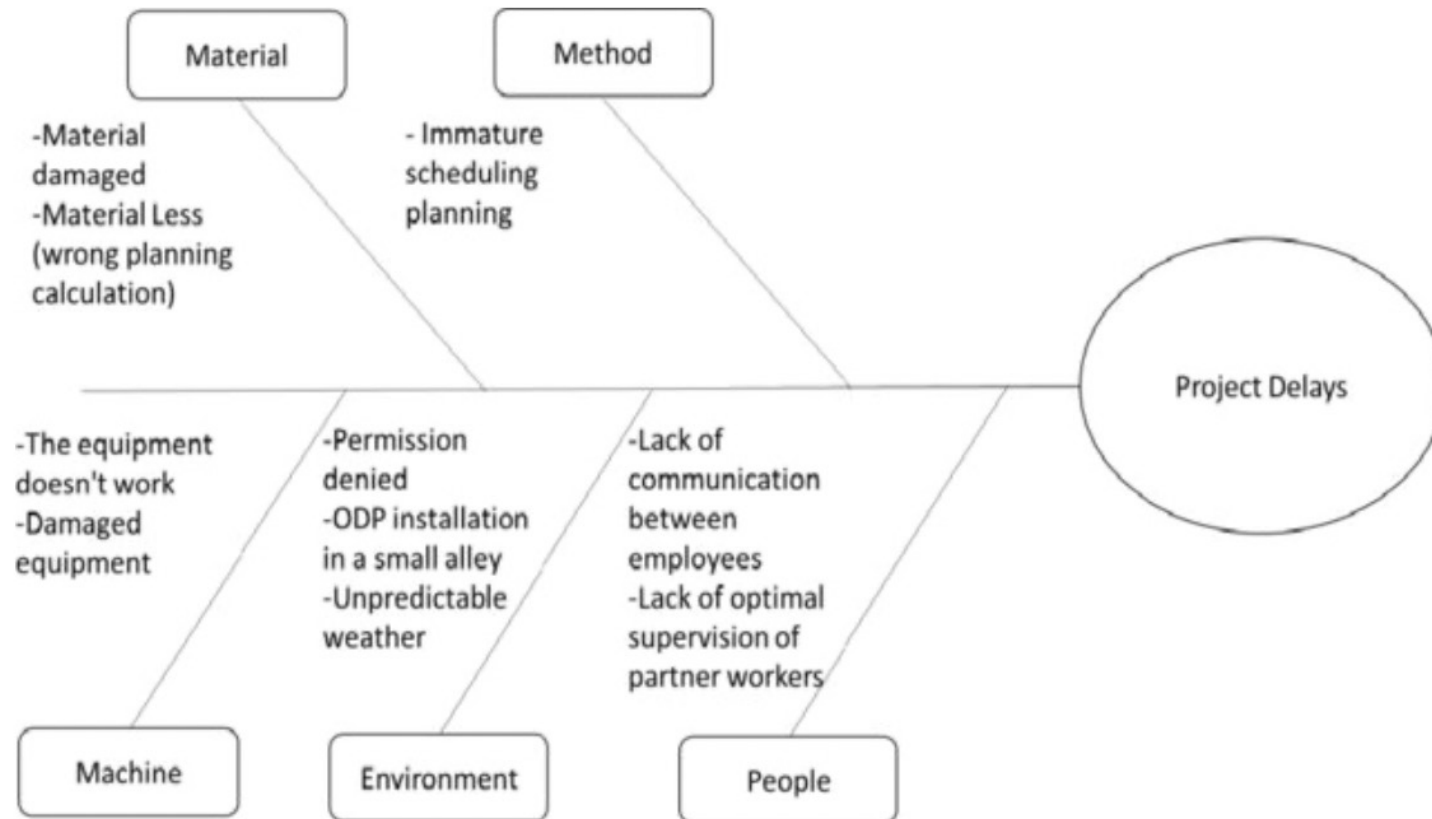 Material
Method
-Material
damaged
-Material Less
(wrong planning
calculation)
- Immature
scheduling
planning
Project Delays
-The equipment
doesn't work
-Damaged
equipment
-Permission
denied
-ODP installation
in a small alley
-Unpredictable
weather
-Lack of
communication
between
employees
-Lack of optimal
supervision of
partner workers
Machine
Environment
People